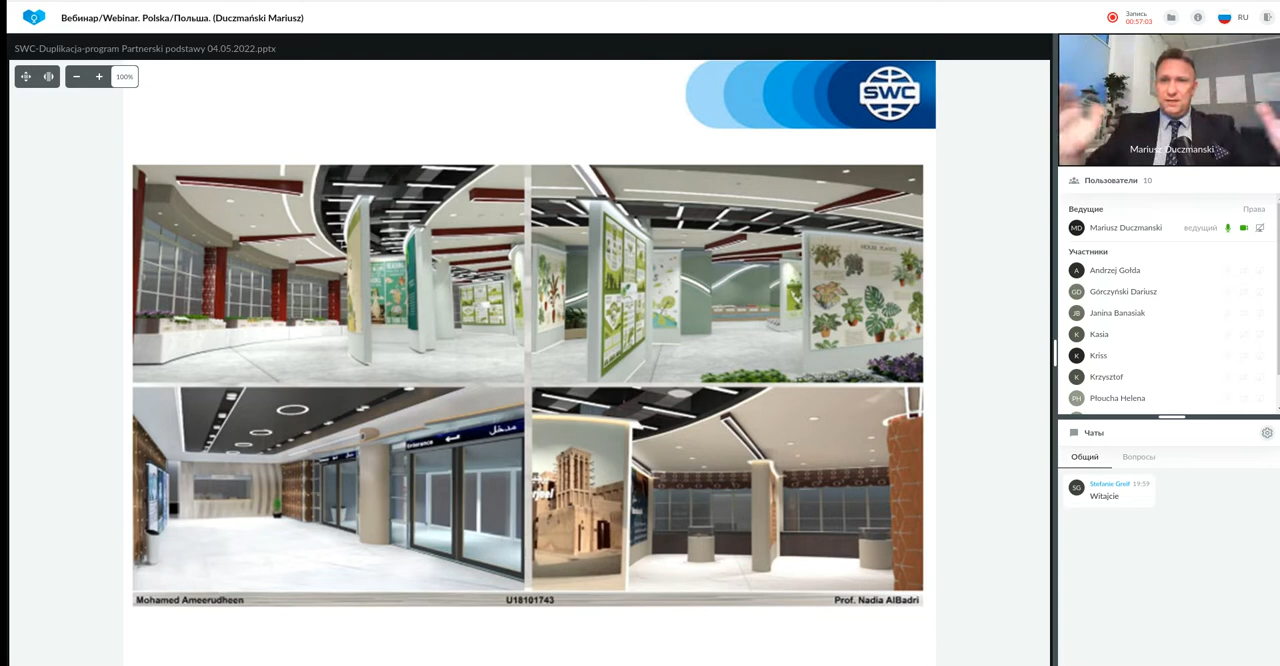 Вебинар/Webinar. Polska/Польша. (Duczmański Mariusz)
Запись
00:57:03
RU
SWC-Duplikacja-program Partnerski podstawy 04.05.2022.pptx
100%
SWC
HOUSE PLANTS
Entrance
مدخل
Mohamed Ameerudheen
U18101743
Prof. Nadia AlBadri
Mariusz Duczmanski
Пользователи 10
Ведущие
Права
MD
Mariusz Duczmanski
ведущий
Участники
A
Andrzej Gołda
GD
Górczyński Dariusz
JB
Janina Banasiak
K
Kasia
K
Kriss
K
Krzysztof
PH
Płoucha Helena
Чаты
Общий
Вопросы
SG
Stefanie Greif 19:59
Witajcie